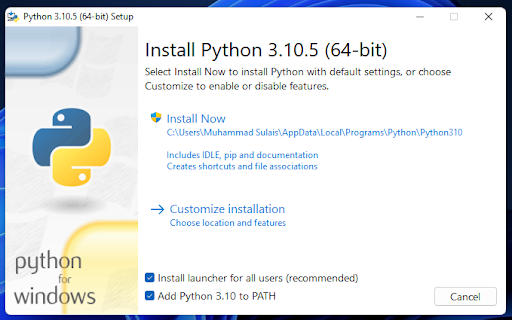 Python 3.10.5 (64-bit) Setup
Install Python 3.10.5 (64-bit)
Select Install Now to install Python with default settings, or choose
Customize to enable or disable features.
Install Now
C:\Users\Muhammad Sulais\AppData\Local\Programs\Python\Python310
Includes IDLE, pip and documentation
Creates shortcuts and file associations
Customize installation
Choose location and features
python
for
windows
Install launcher for all users (recommended)
Add Python 3.10 to PATH
Cancel